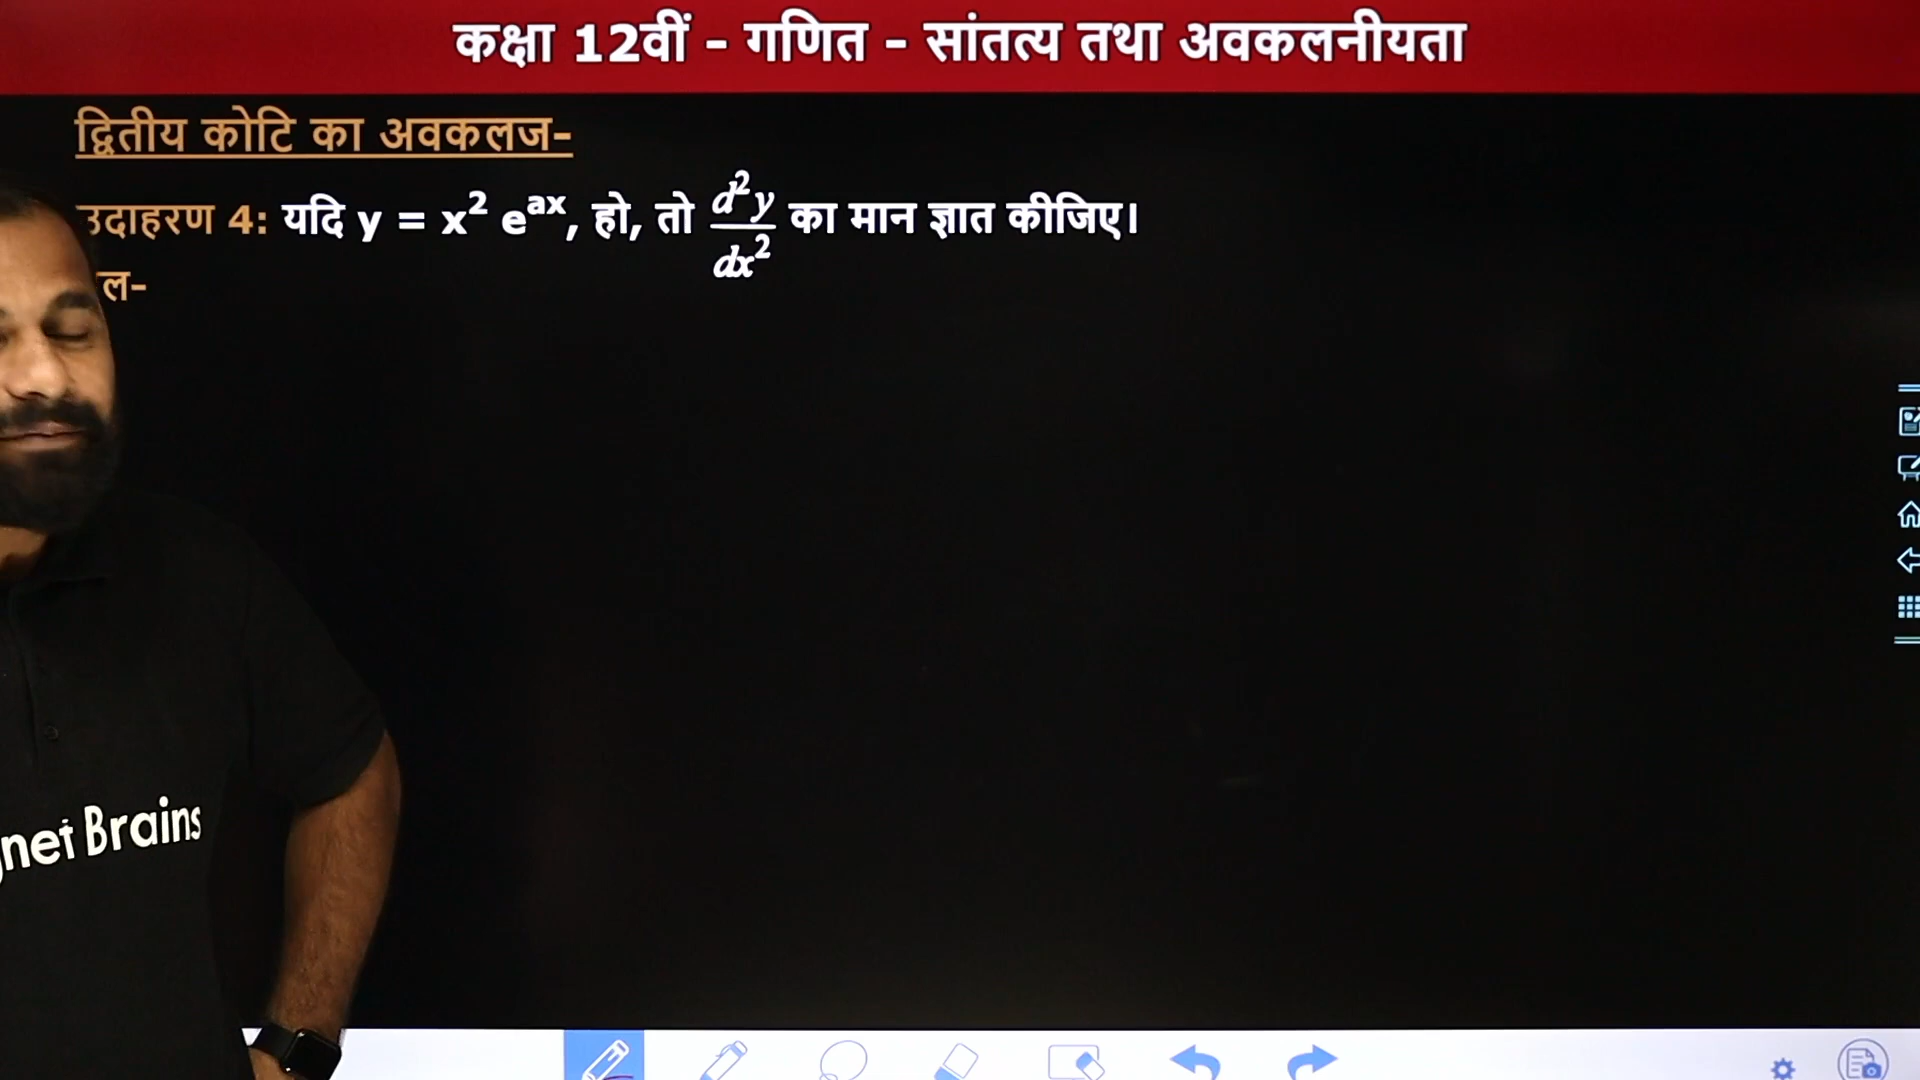 कक्षा 12वीं - गणित - सांतत्य तथा अवकलनीयता
द्वितीय कोटि का अवकलज-
उदाहरण 4: यदि y = x² eᵃˣ, हो, तो d²y/dx² का मान ज्ञात कीजिए।
ल-
net Brains